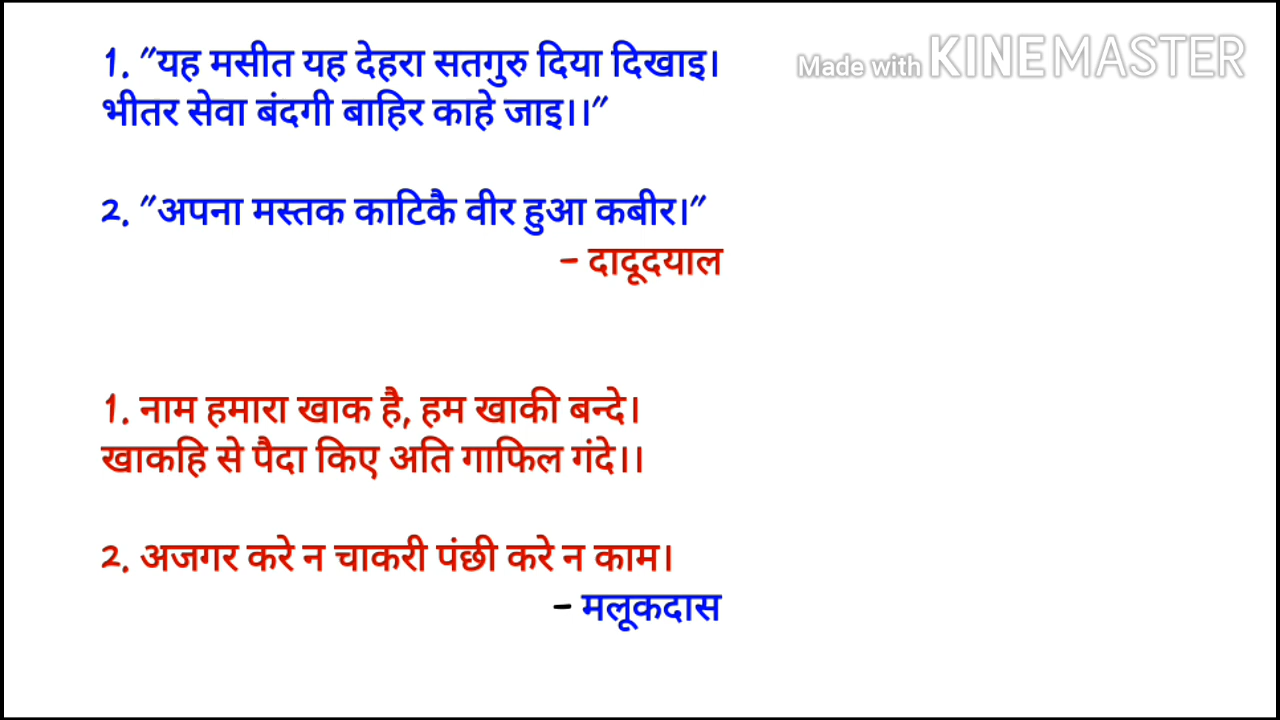 1. "यह मसीत यह देहरा सतगुरु दिया दिखाइ।
Made with KINEMASTER
भीतर सेवा बंदगी बाहिर काहे जाइ।।"
2. "अपना मस्तक काटिकै वीर हुआ कबीर।"
- दादूदयाल
1. नाम हमारा खाक है, हम खाकी बन्दे।
खाकहि से पैदा किए अति गाफिल गंदे।।
2. अजगर करे न चाकरी पंछी करे न काम।
- मलूकदास